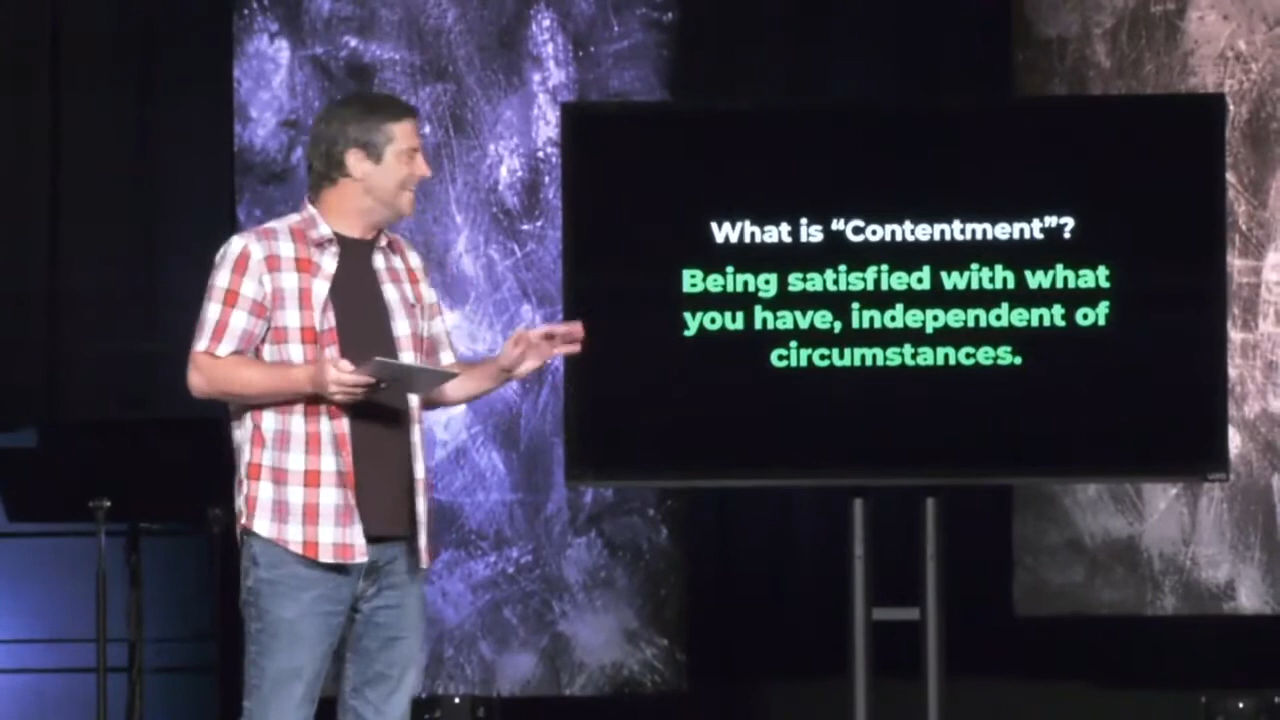 What is “Contentment”?
Being satisfied with what
you have, independent of
circumstances.